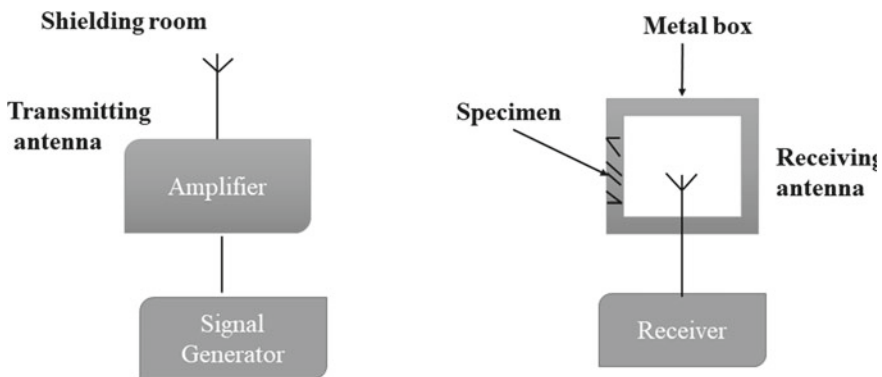 Shielding room
Transmitting
antenna
Amplifier
Signal
Generator
Metal box
Specimen
Receiving
antenna
Receiver